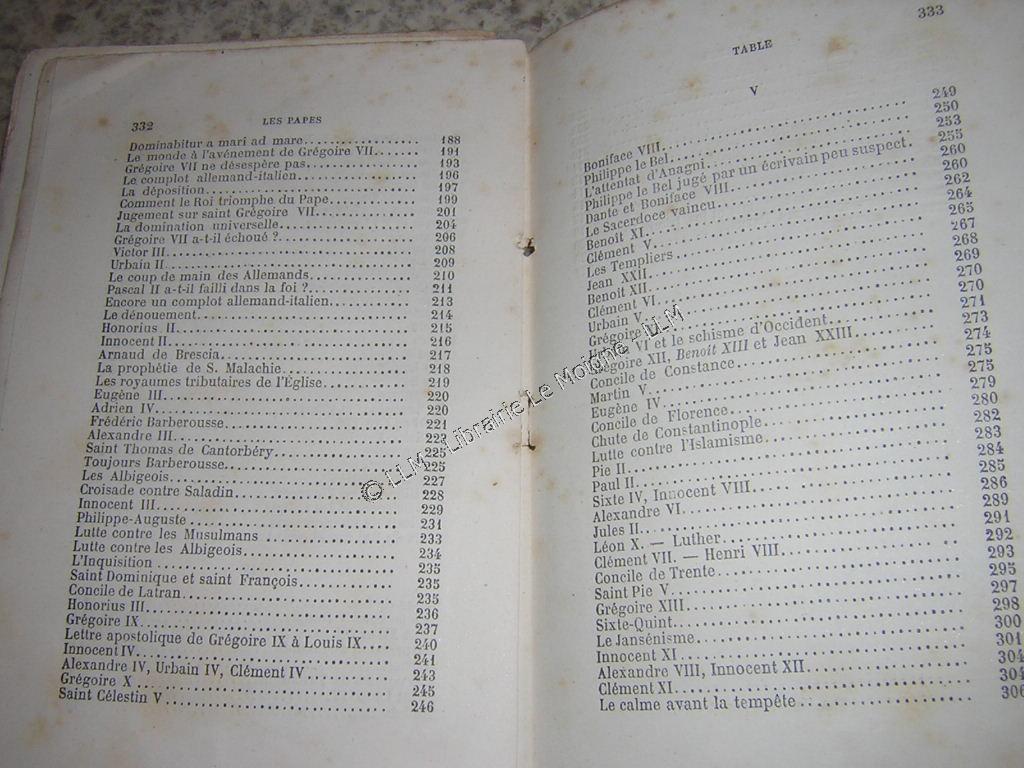 332 LES PAPES
Dominabitur a mari ad mare........ 188
Le monde à l'avénement de Grégoire VII........ 191
Grégoire VII ne désespère pas........ 193
Le complot allemand-italien........ 196
La déposition........ 197
Comment le Roi triomphe du Pape........ 199
Jugement sur saint Grégoire VII........ 201
La domination universelle........ 204
Grégoire VII a-t-il échoué ?........ 206
Victor III........ 208
Urbain II........ 209
Le coup de main des Allemands........ 210
Pascal II a-t-il failli dans la foi ?........ 211
Encore un complot allemand-italien........ 213
Le dénouement........ 214
Honorius II........ 215
Innocent II........ 216
Arnaud de Brescia........ 217
La prophétie de S. Malachie........ 218
Les royaumes tributaires de l'Église........ 219
Eugène III........ 220
Adrien IV........ 220
Frédéric Barberousse........ 221
Alexandre III........ 223
Saint Thomas de Cantorbéry........ 225
Toujours Barberousse........ 225
Les Albigeois........ 227
Croisade contre Saladin........ 228
Innocent III........ 229
Philippe-Auguste........ 231
Lutte contre les Musulmans........ 233
Lutte contre les Albigeois........ 234
L'Inquisition........ 235
Saint Dominique et saint François........ 235
Concile de Latran........ 235
Honorius III........ 236
Grégoire IX........ 237
Lettre apostolique de Grégoire IX à Louis IX........ 240
Innocent IV........ 241
Alexandre IV, Urbain IV, Clément IV........ 243
Grégoire X........ 245
Saint Célestin V........ 246
TABLE 333
V
Boniface VIII........ 249
Philippe le Bel........ 250
L'attentat d'Anagni........ 253
Philippe le Bel jugé par un écrivain peu suspect. 255
Dante et Boniface VIII........ 260
Le Sacerdoce vaincu........ 260
Benoit XI........ 262
Clément V........ 264
Les Templiers........ 265
Jean XXII........ 267
Benoit XII........ 268
Clément VI........ 269
Urbain V........ 270
Grégoire XI........ 270
Urbain VI et le schisme d'Occident........ 271
Grégoire XII, Benoit XIII et Jean XXIII........ 273
Concile de Constance........ 274
Martin V........ 275
Eugène IV........ 275
Concile de Florence........ 279
Chute de Constantinople........ 280
Lutte contre l'Islamisme........ 282
Pie II........ 283
Paul II........ 284
Sixte IV, Innocent VIII........ 285
Alexandre VI........ 286
Jules II........ 289
Léon X. — Luther........ 291
Clément VII. — Henri VIII........ 292
Concile de Trente........ 293
Saint Pie V........ 295
Grégoire XIII........ 297
Sixte-Quint........ 298
Le Jansénisme........ 300
Innocent XI........ 301
Alexandre VIII, Innocent XII........ 304
Clément XI........ 304
Le calme avant la tempête........ 306
© LLM - Librairie Le Moigne - LLM